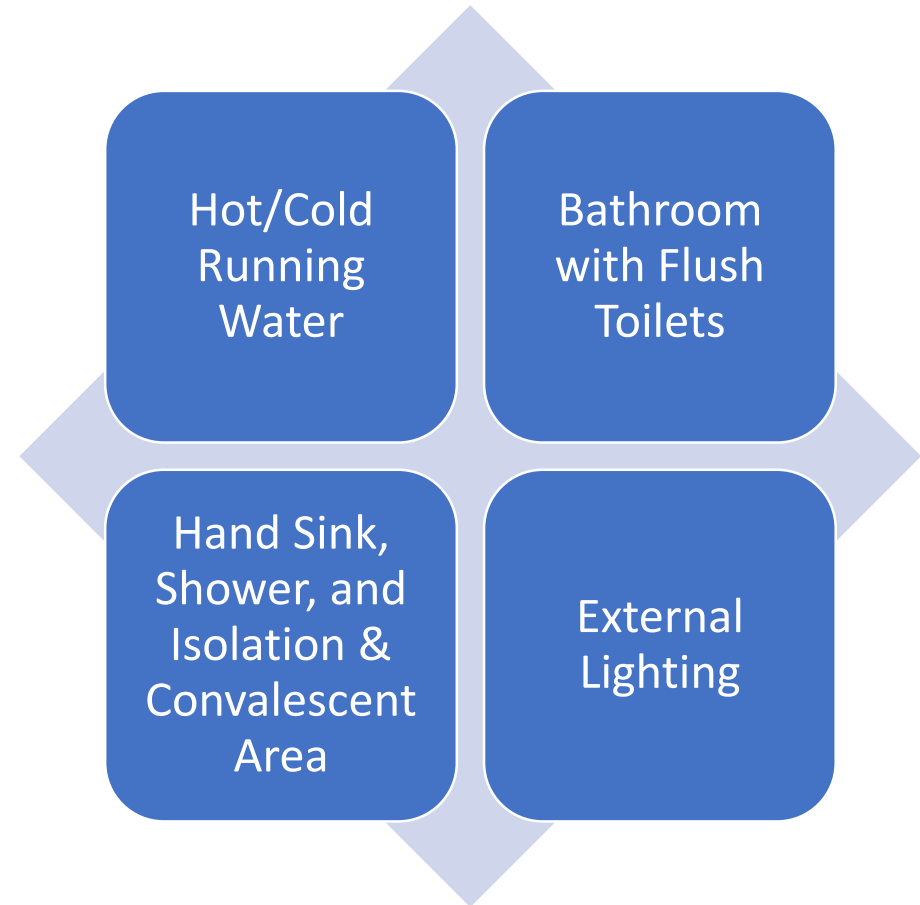 Hot/Cold
Running
Water
Bathroom
with Flush
Toilets
Hand Sink,
Shower, and
Isolation &
Convalescent
Area
External
Lighting